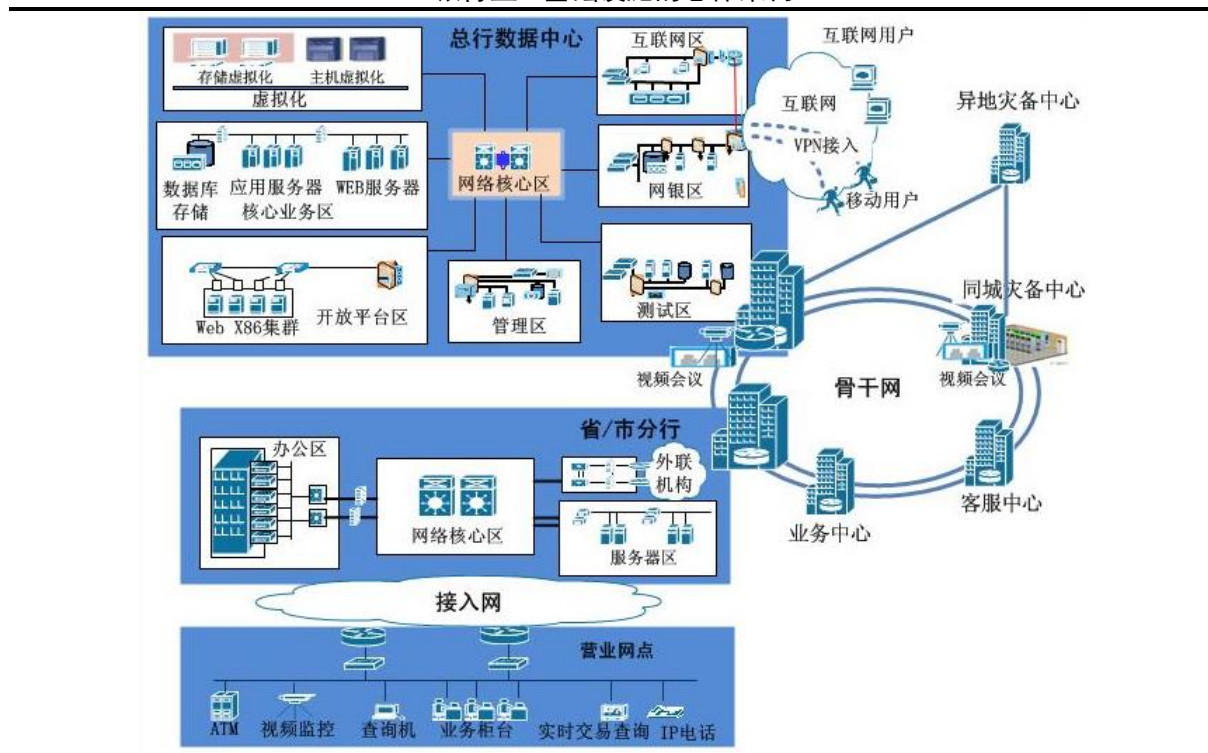 总行数据中心
存储虚拟化
主机虚拟化
虚拟化
互联网区
互联网用户
互联网
VPN接入
移动用户
异地灾备中心
数据库
存储
应用服务器
WEB服务器
核心业务区
网络核心区
网银区
Web X86集群
开放平台区
管理区
测试区
同城灾备中心
视频会议
视频会议
骨干网
省/市分行
办公区
网络核心区
外联
机构
服务器区
业务中心
客服中心
接入网
营业网点
ATM
视频监控
查询机
业务柜台
实时交易查询
IP电话